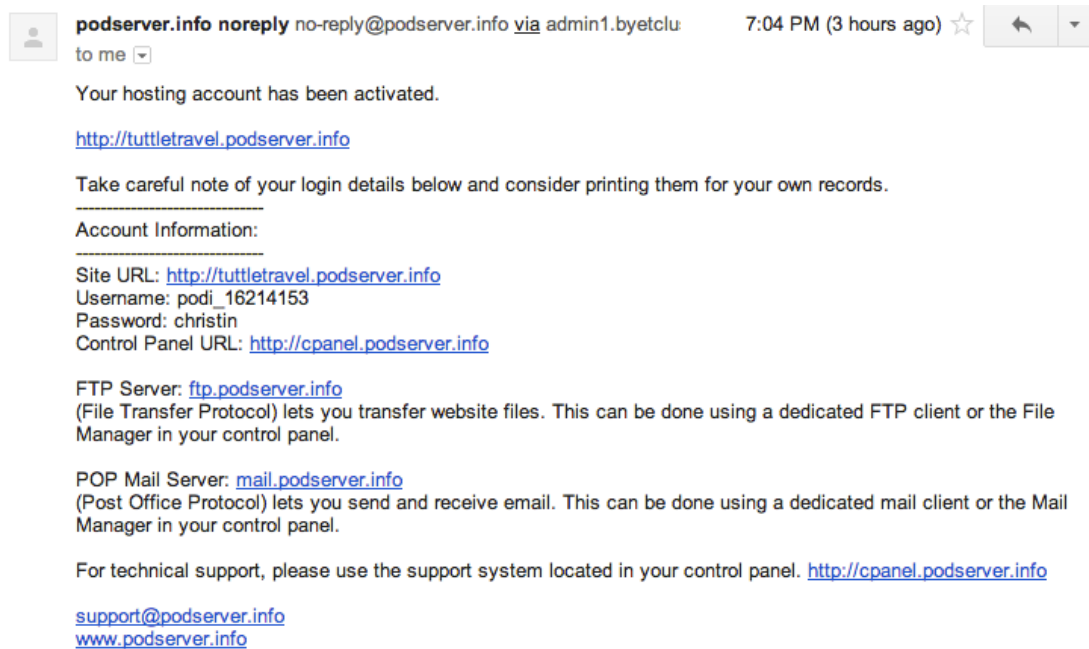 podserver.info noreply no-reply@podserver.info via admin1.byetclu 7:04 PM (3 hours ago)
to me
Your hosting account has been activated.
http://tuttletravel.podserver.info
Take careful note of your login details below and consider printing them for your own records.
-------------------------------
Account Information:
-------------------------------
Site URL: http://tuttletravel.podserver.info
Username: podi_16214153
Password: christin
Control Panel URL: http://cpanel.podserver.info
FTP Server: ftp.podserver.info
(File Transfer Protocol) lets you transfer website files. This can be done using a dedicated FTP client or the File
Manager in your control panel.
POP Mail Server: mail.podserver.info
(Post Office Protocol) lets you send and receive email. This can be done using a dedicated mail client or the Mail
Manager in your control panel.
For technical support, please use the support system located in your control panel. http://cpanel.podserver.info
support@podserver.info
www.podserver.info